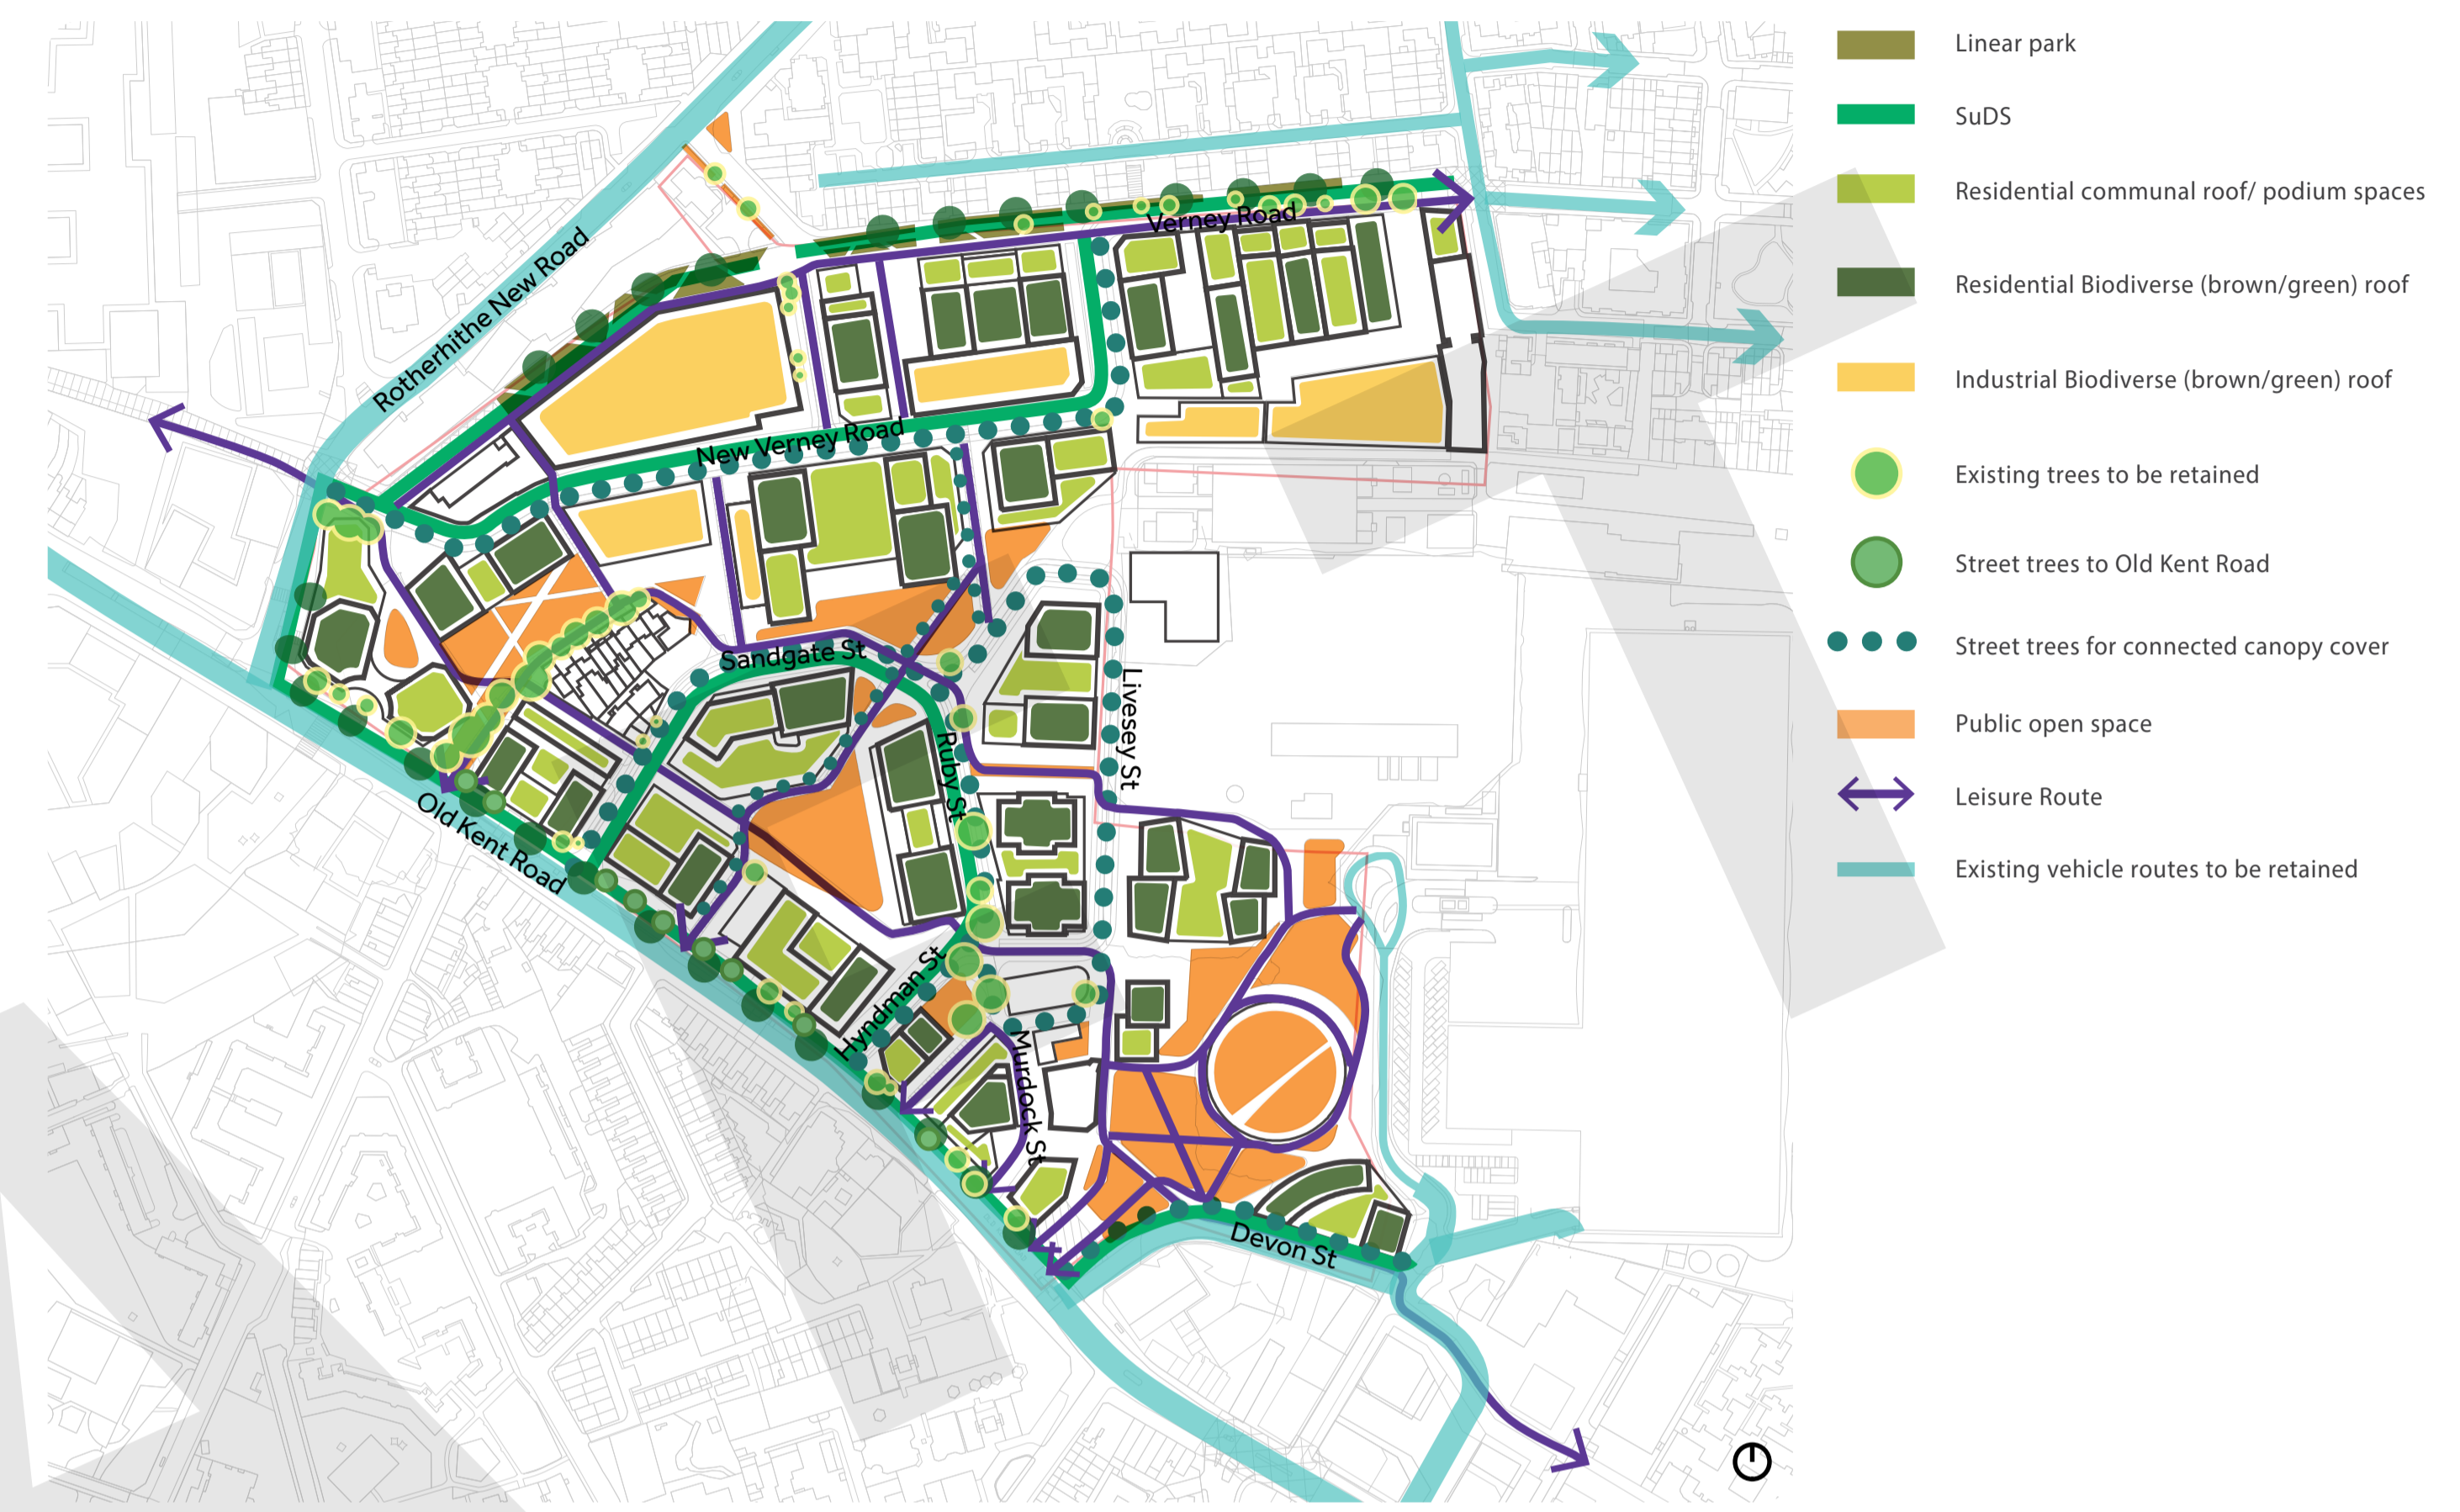 Rotherhithe New Road
Verney Road
New Verney Road
Sandgate St
Livesey St
Ruby St
Old Kent Road
Hyndman St
Murdock St
Devon St
Linear park
SuDS
Residential communal roof/ podium spaces
Residential Biodiverse (brown/green) roof
Industrial Biodiverse (brown/green) roof
Existing trees to be retained
Street trees to Old Kent Road
Street trees for connected canopy cover
Public open space
Leisure Route
Existing vehicle routes to be retained